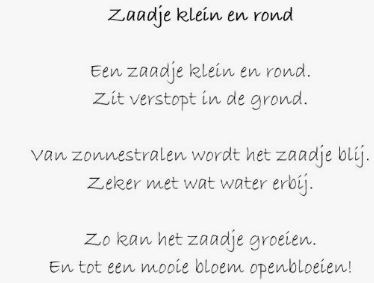 Zaadje klein en rond
Een zaadje klein en rond.
Zit verstopt in de grond.
Van zonnestralen wordt het zaadje blij.
Zeker met wat water erbij.
Zo kan het zaadje groeien.
En tot een mooie bloem openbloeien!